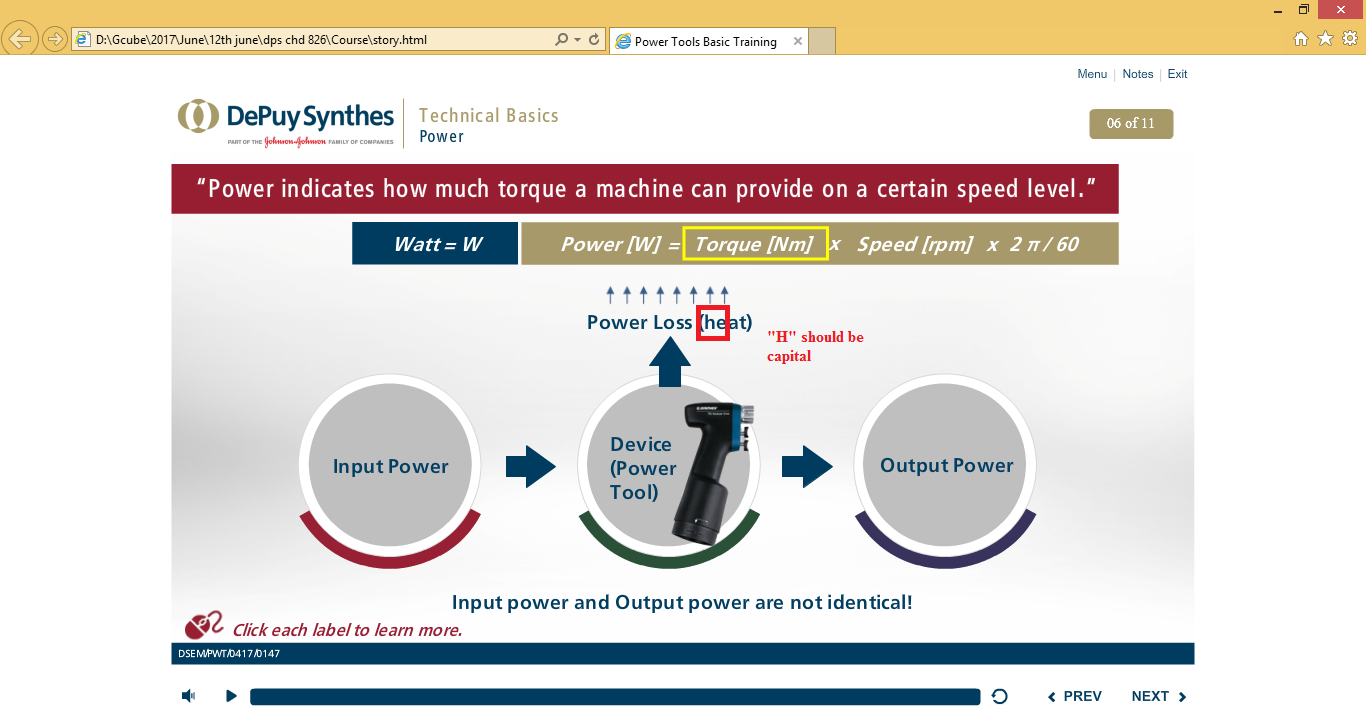 D:\Gcube\2017\June\12th june\dps chd 826\Course\story.html
Power Tools Basic Training
Menu | Notes | Exit
DePuy Synthes
PART OF THE Johnson-Johnson FAMILY OF COMPANIES
Technical Basics
Power
06 of 11
“Power indicates how much torque a machine can provide on a certain speed level.”
Watt = W
Power [W] = Torque [Nm] x Speed [rpm] x 2 π / 60
Power Loss (heat)
"H" should be
capital
Input Power
Device
(Power
Tool)
SYNTHES
Output Power
Input power and Output power are not identical!
Click each label to learn more.
DSEM/PWT/0417/0147
PREV
NEXT